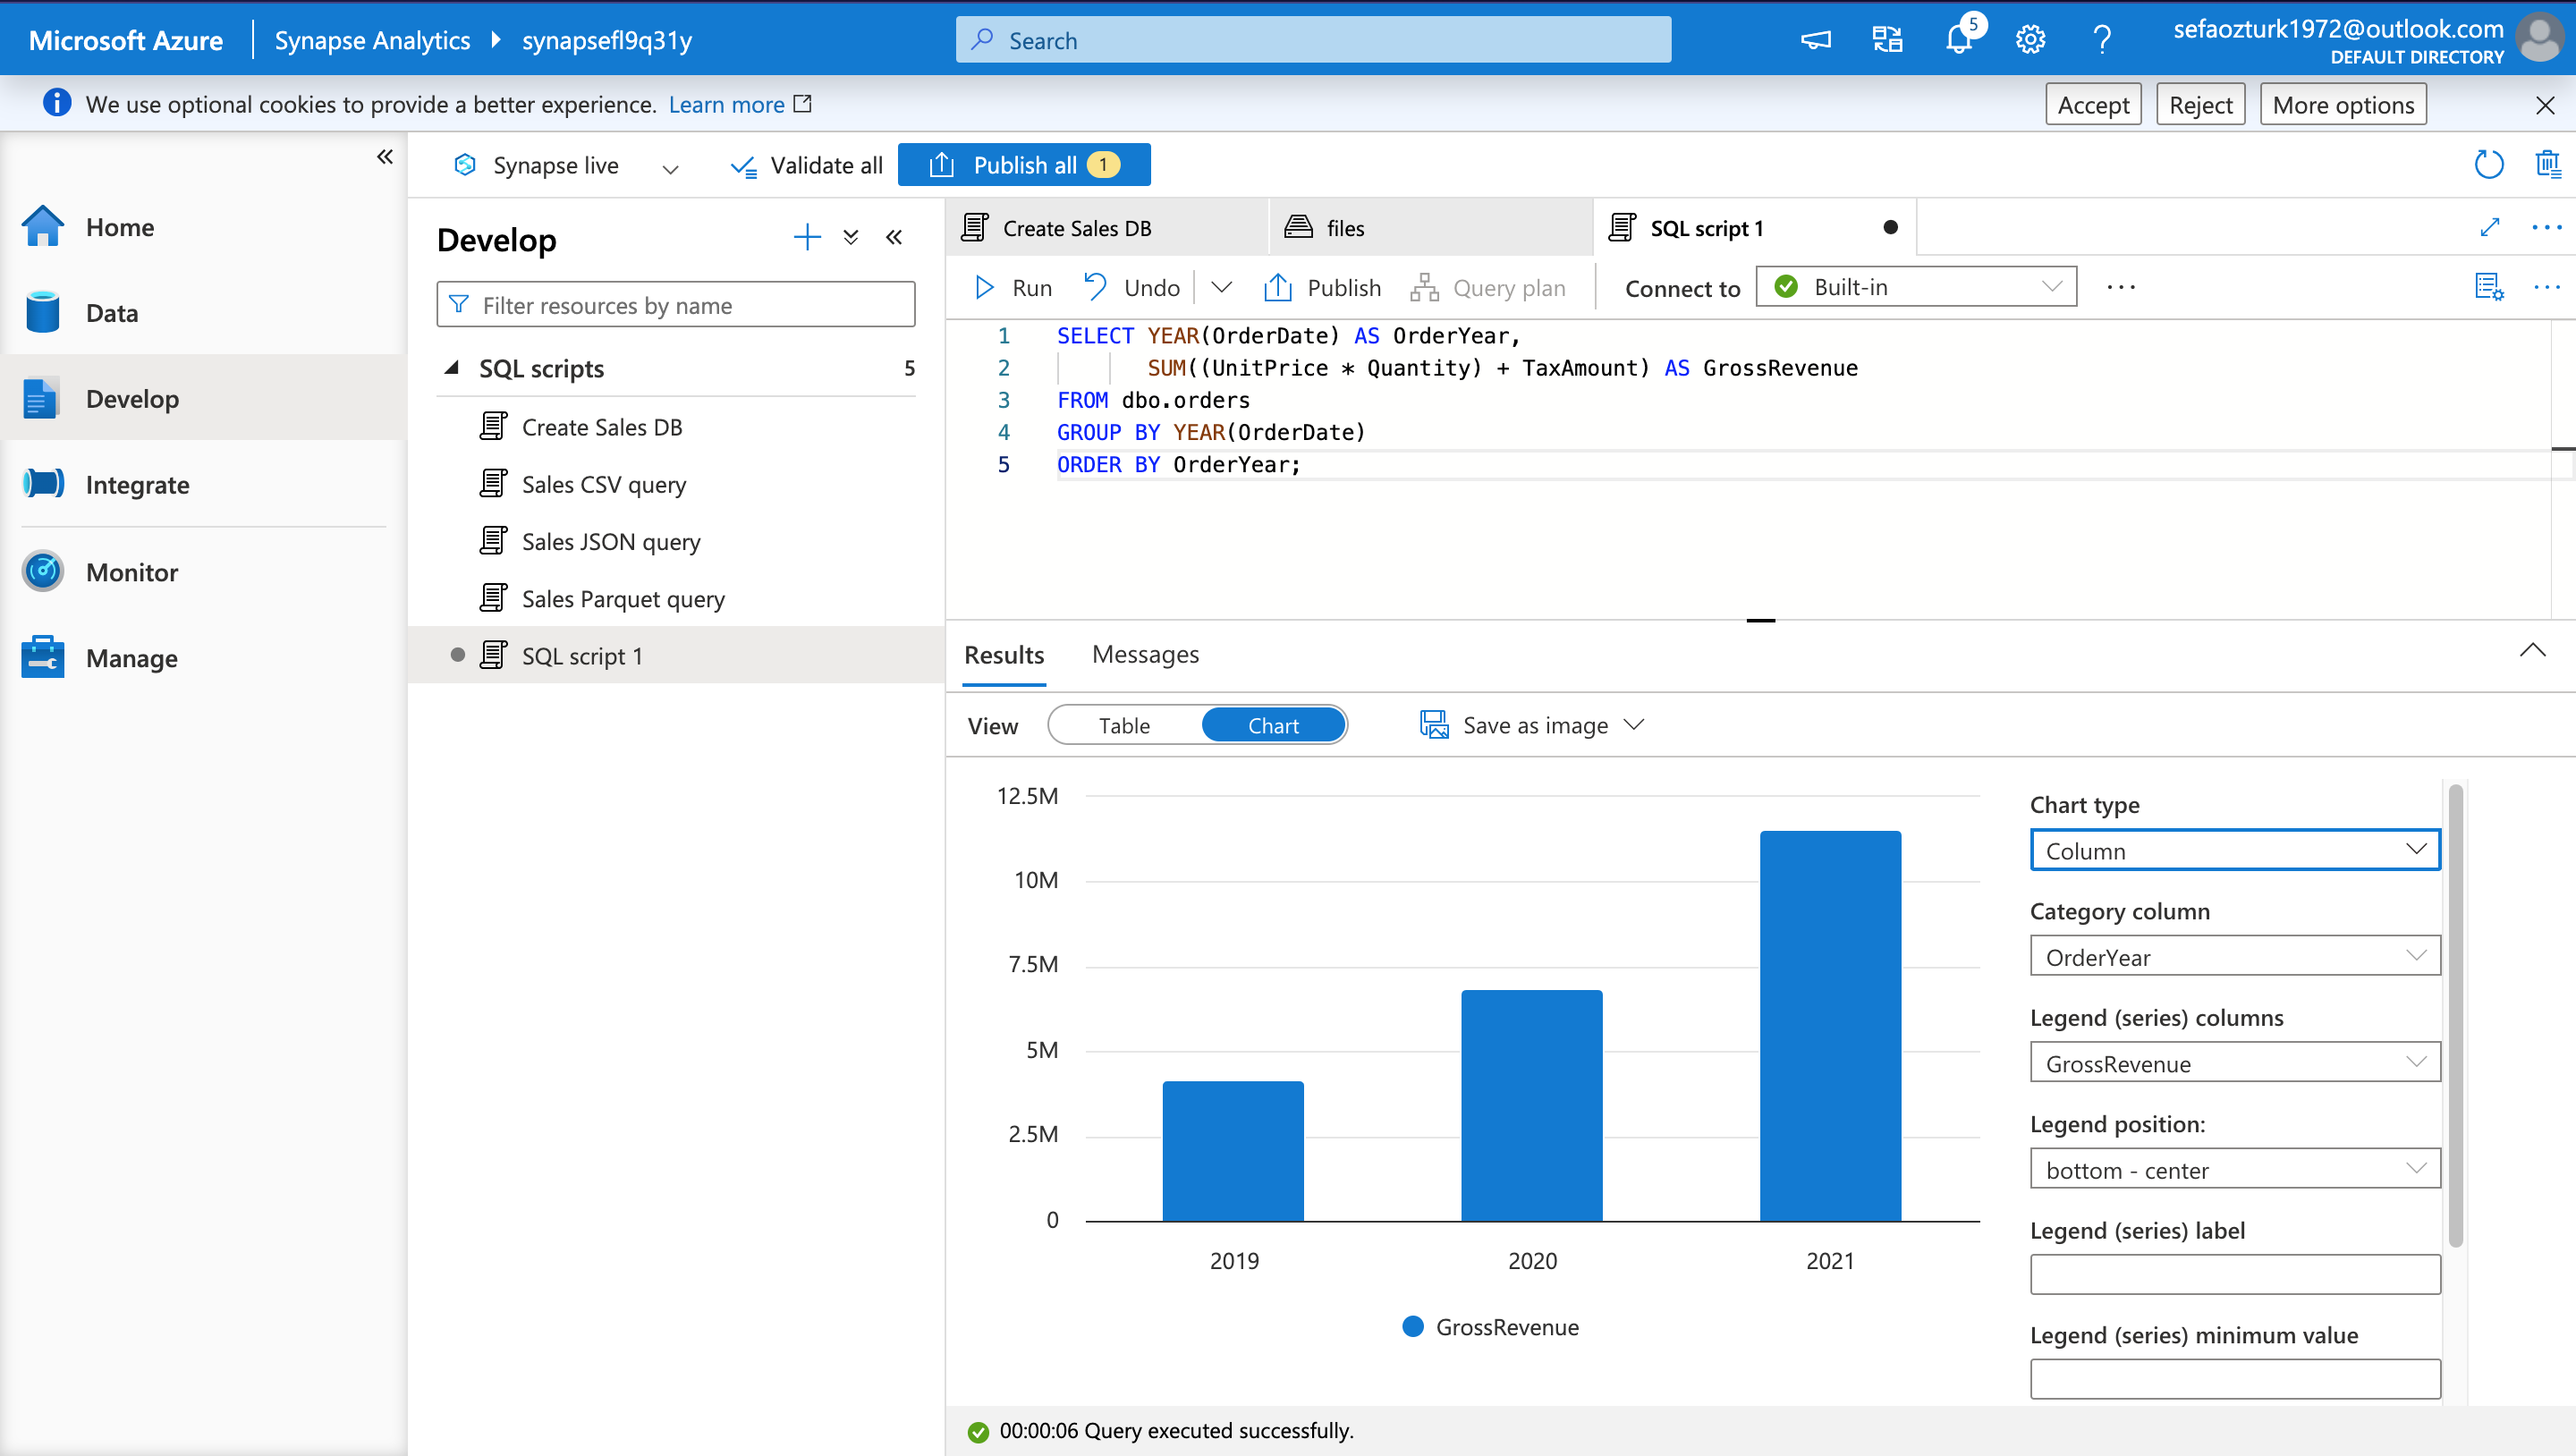 Microsoft Azure
Synapse Analytics
synapsefl9q31y
Search
5
sefaozturk1972@outlook.com
DEFAULT DIRECTORY
We use optional cookies to provide a better experience. Learn more
Accept
Reject
More options
Synapse live
Validate all
Publish all 1
Home
Data
Develop
Integrate
Monitor
Manage
Develop
Filter resources by name
SQL scripts 5
Create Sales DB
Sales CSV query
Sales JSON query
Sales Parquet query
SQL script 1
Create Sales DB
files
SQL script 1
Run
Undo
Publish
Query plan
Connect to
Built-in
1 SELECT YEAR(OrderDate) AS OrderYear,
2 SUM((UnitPrice * Quantity) + TaxAmount) AS GrossRevenue
3 FROM dbo.orders
4 GROUP BY YEAR(OrderDate)
5 ORDER BY OrderYear;
Results
Messages
View
Table
Chart
Save as image
12.5M
10M
7.5M
5M
2.5M
0
2019
2020
2021
GrossRevenue
Chart type
Column
Category column
OrderYear
Legend (series) columns
GrossRevenue
Legend position:
bottom - center
Legend (series) label
Legend (series) minimum value
00:00:06 Query executed successfully.